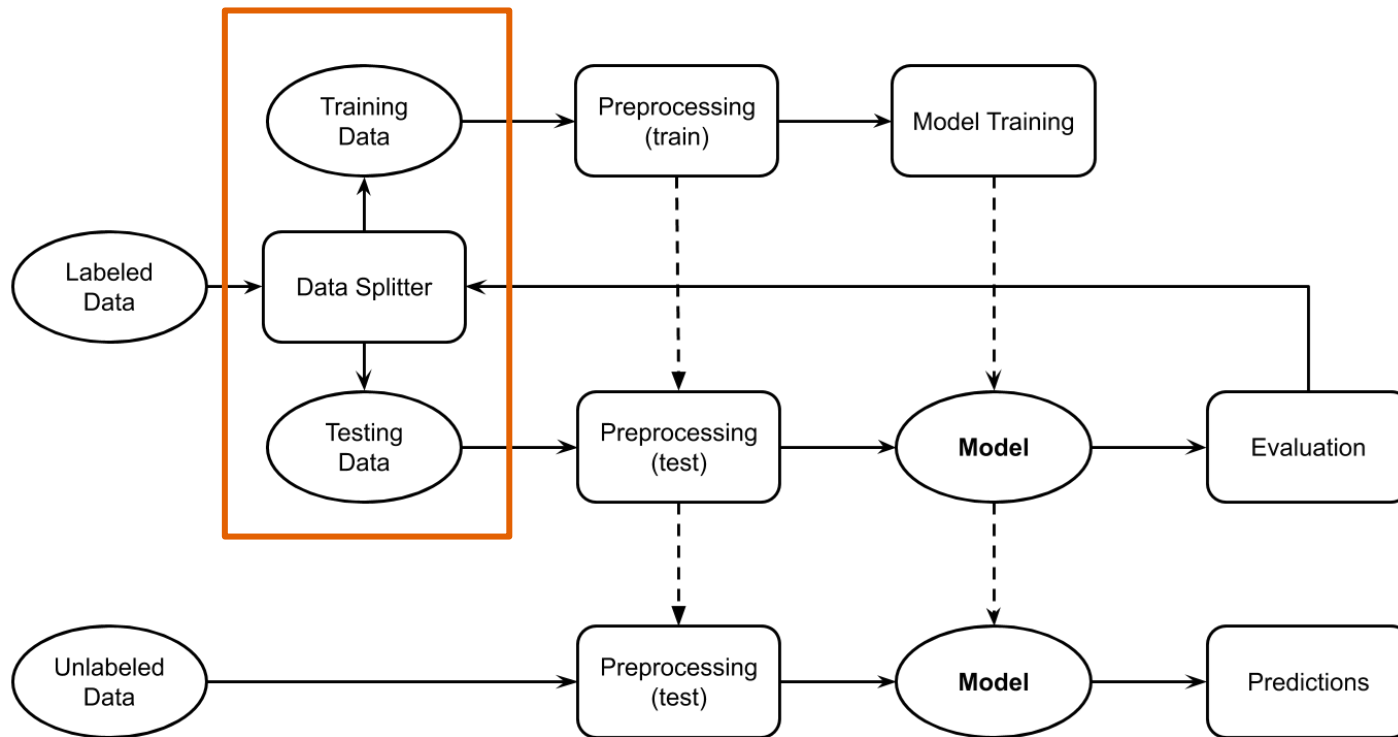 Training
Data
Preprocessing
(train)
Model Training
Labeled
Data
Data Splitter
Testing
Data
Preprocessing
(test)
Model
Evaluation
Unlabeled
Data
Preprocessing
(test)
Model
Predictions